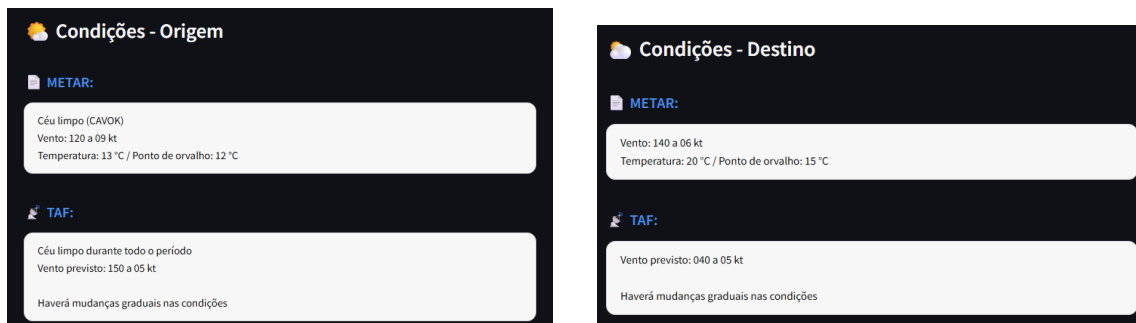 Condições - Origem
METAR:
Céu limpo (CAVOK)
Vento: 120 a 09 kt
Temperatura: 13 °C / Ponto de orvalho: 12 °C
TAF:
Céu limpo durante todo o período
Vento previsto: 150 a 05 kt
Haverá mudanças graduais nas condições
Condições - Destino
METAR:
Vento: 140 a 06 kt
Temperatura: 20 °C / Ponto de orvalho: 15 °C
TAF:
Vento previsto: 040 a 05 kt
Haverá mudanças graduais nas condições